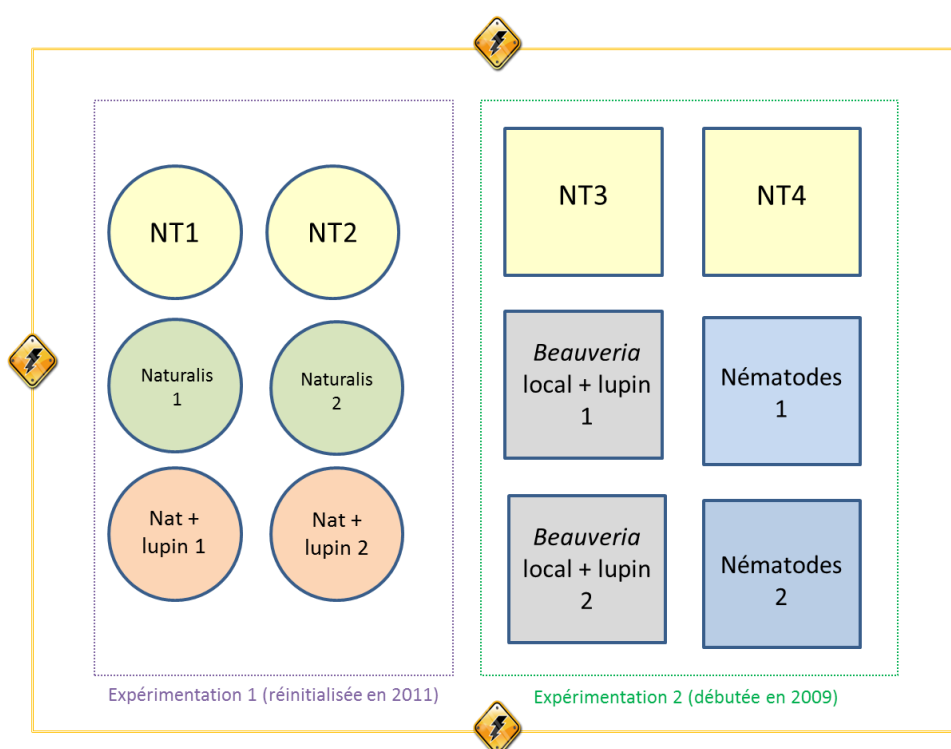 NT1
NT2
Naturalis
1
Naturalis
2
Nat +
lupin 1
Nat +
lupin 2
Expérimentation 1 (réinitialisée en 2011)
NT3
NT4
Beauveria
local + lupin
1
Nématodes
1
Beauveria
local + lupin
2
Nématodes
2
Expérimentation 2 (débutée en 2009)